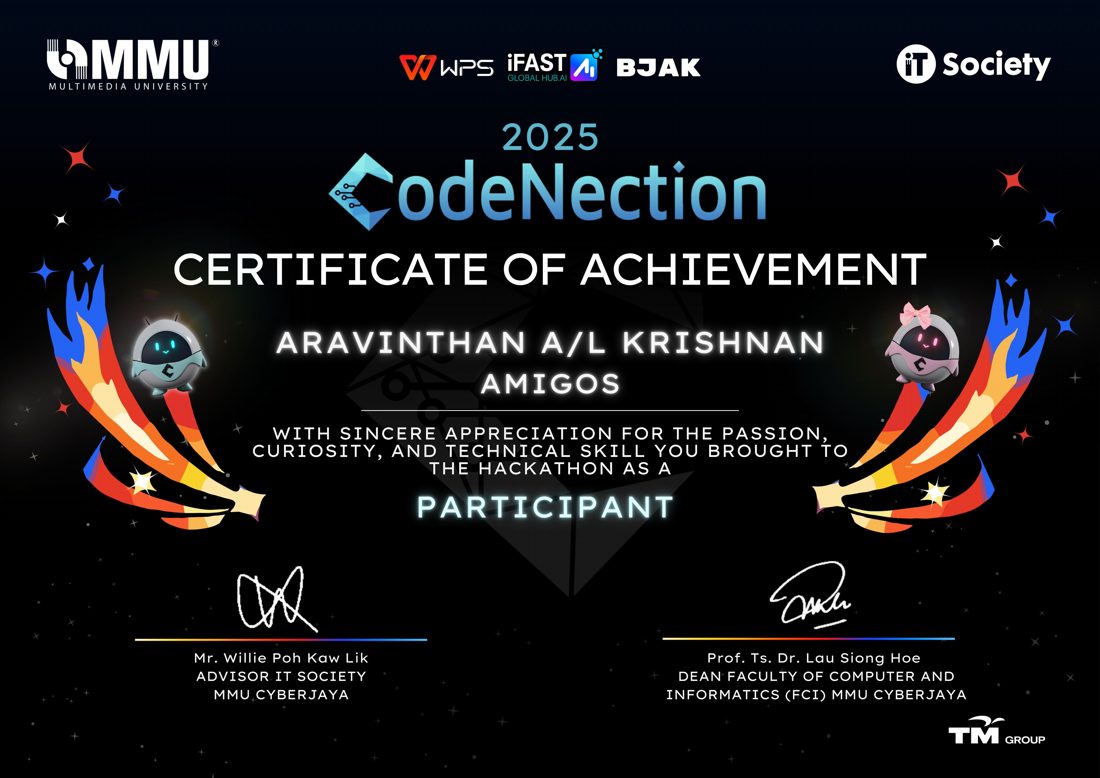 MMU®
MULTIMEDIA UNIVERSITY
WPS
iFAST
GLOBAL HUB.AI
BJAK
iT Society
2025
CodeNection
CERTIFICATE OF ACHIEVEMENT
ARAVINTHAN A/L KRISHNAN
AMIGOS
WITH SINCERE APPRECIATION FOR THE PASSION,
CURIOSITY, AND TECHNICAL SKILL YOU BROUGHT TO
THE HACKATHON AS A
PARTICIPANT
Mr. Willie Poh Kaw Lik
ADVISOR IT SOCIETY
MMU CYBERJAYA
Prof. Ts. Dr. Lau Siong Hoe
DEAN FACULTY OF COMPUTER AND
INFORMATICS (FCI) MMU CYBERJAYA
TM GROUP